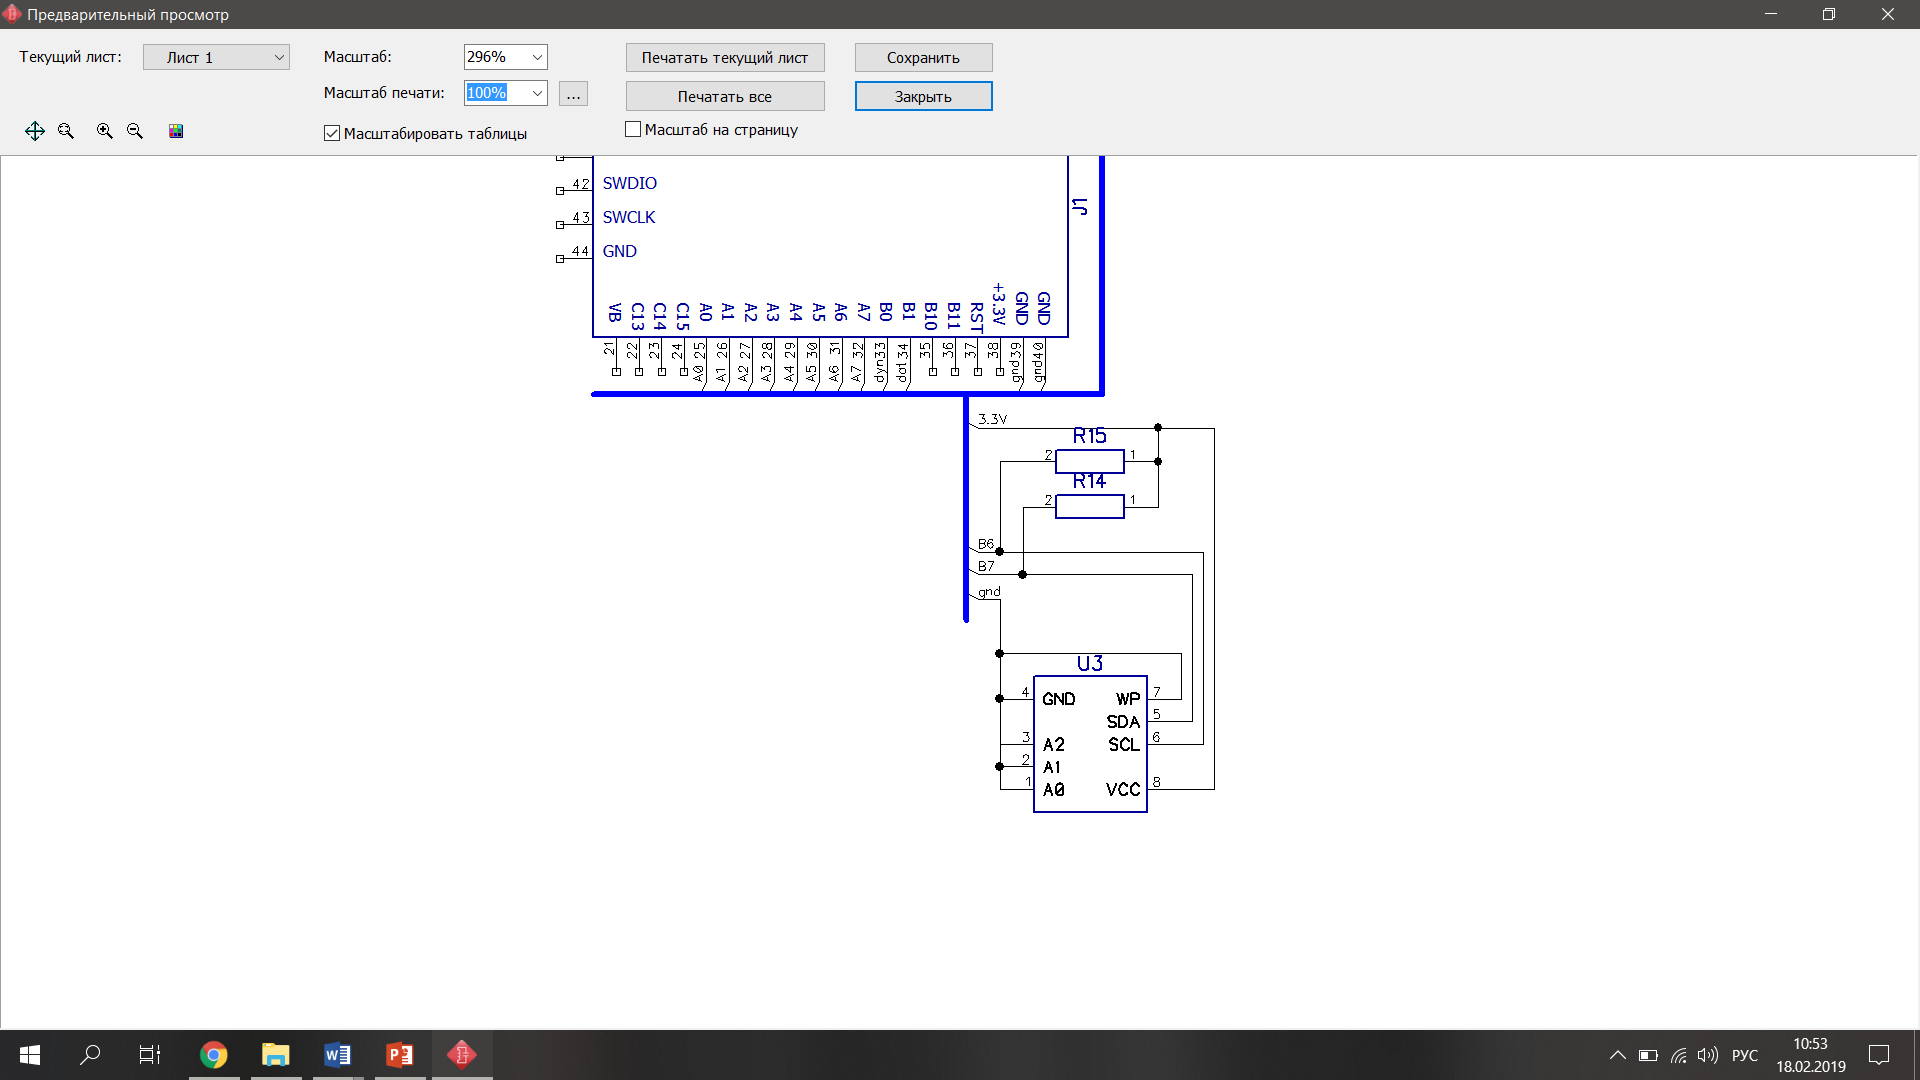 Предварительный просмотр
Текущий лист:
Лист 1
Масштаб:
296%
Печатать текущий лист
Сохранить
Масштаб печати:
100%
...
Печатать все
Закрыть
Масштабировать таблицы
Масштаб на страницу
42 SWDIO
43 SWCLK
44 GND
J1
VB C13 C14 C15 A0 A1 A2 A3 A4 A5 A6 A7 B0 B1 B10 B11 RST +3.3V GND GND
21 22 23 24 A0 25 A1 26 A2 27 A3 28 A4 29 A5 30 A6 31 A7 32 dyn33 dot34 35 36 37 38 gnd39 gnd40
3.3V
R15
2 1
R14
2 1
B6
B7
gnd
U3
4 GND WP 7
SDA 5
3 A2 SCL 6
2 A1
1 A0 VCC 8
РУС
10:53
18.02.2019